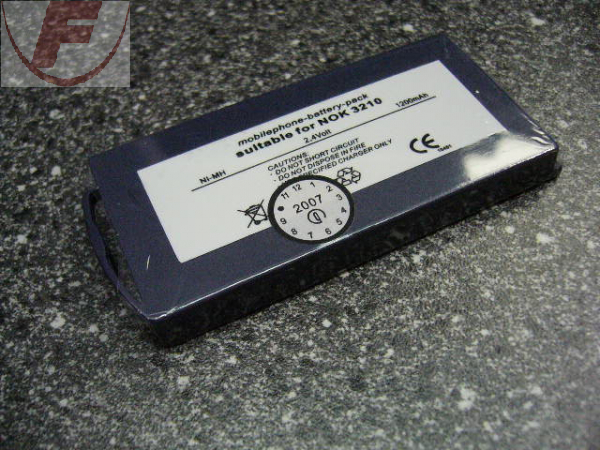 F
mobilephone-battery-pack
suitable for NOK 3210
2.4Volt
Ni-MH
1200mAh
CAUTIONS:
- DO NOT SHORT CIRCUIT
- DO NOT DISPOSE IN FIRE
- SPECIFIED CHARGER ONLY
CE
11 12 1 2 3 4 5 6 7 8 9
2007